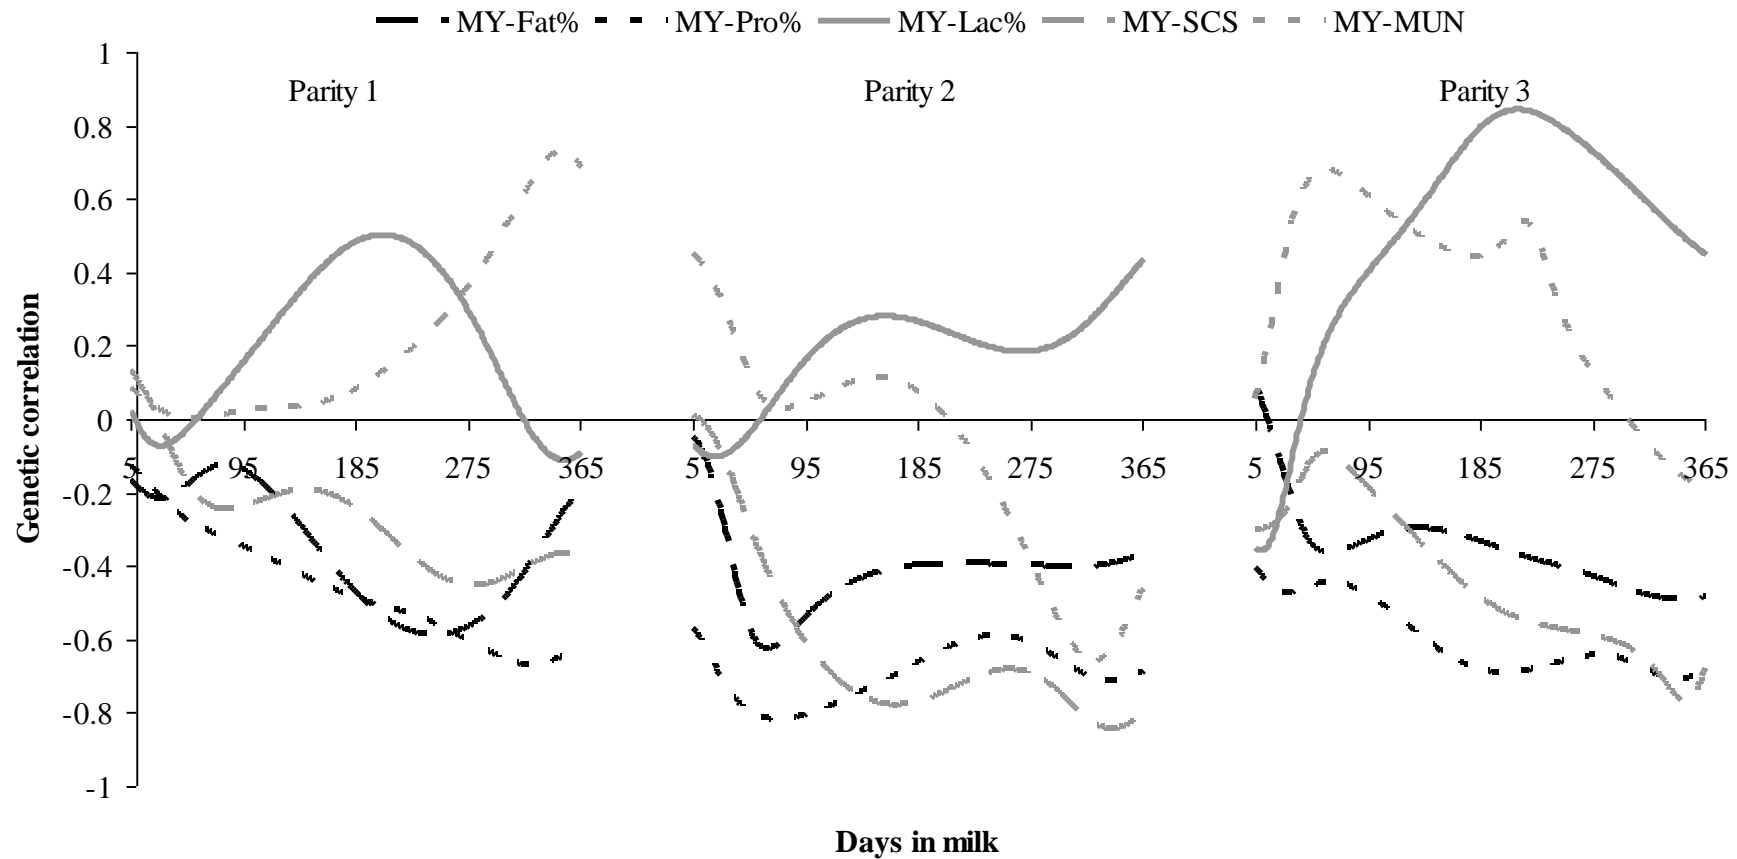 MY-Fat% MY-Pro% MY-Lac% MY-SCS MY-MUN
1
Parity 1 Parity 2 Parity 3
0.8
0.6
0.4
0.2
0
5 95 185 275 365 5 95 185 275 365 5 95 185 275 365
-0.2
-0.4
-0.6
-0.8
-1
Genetic correlation
Days in milk